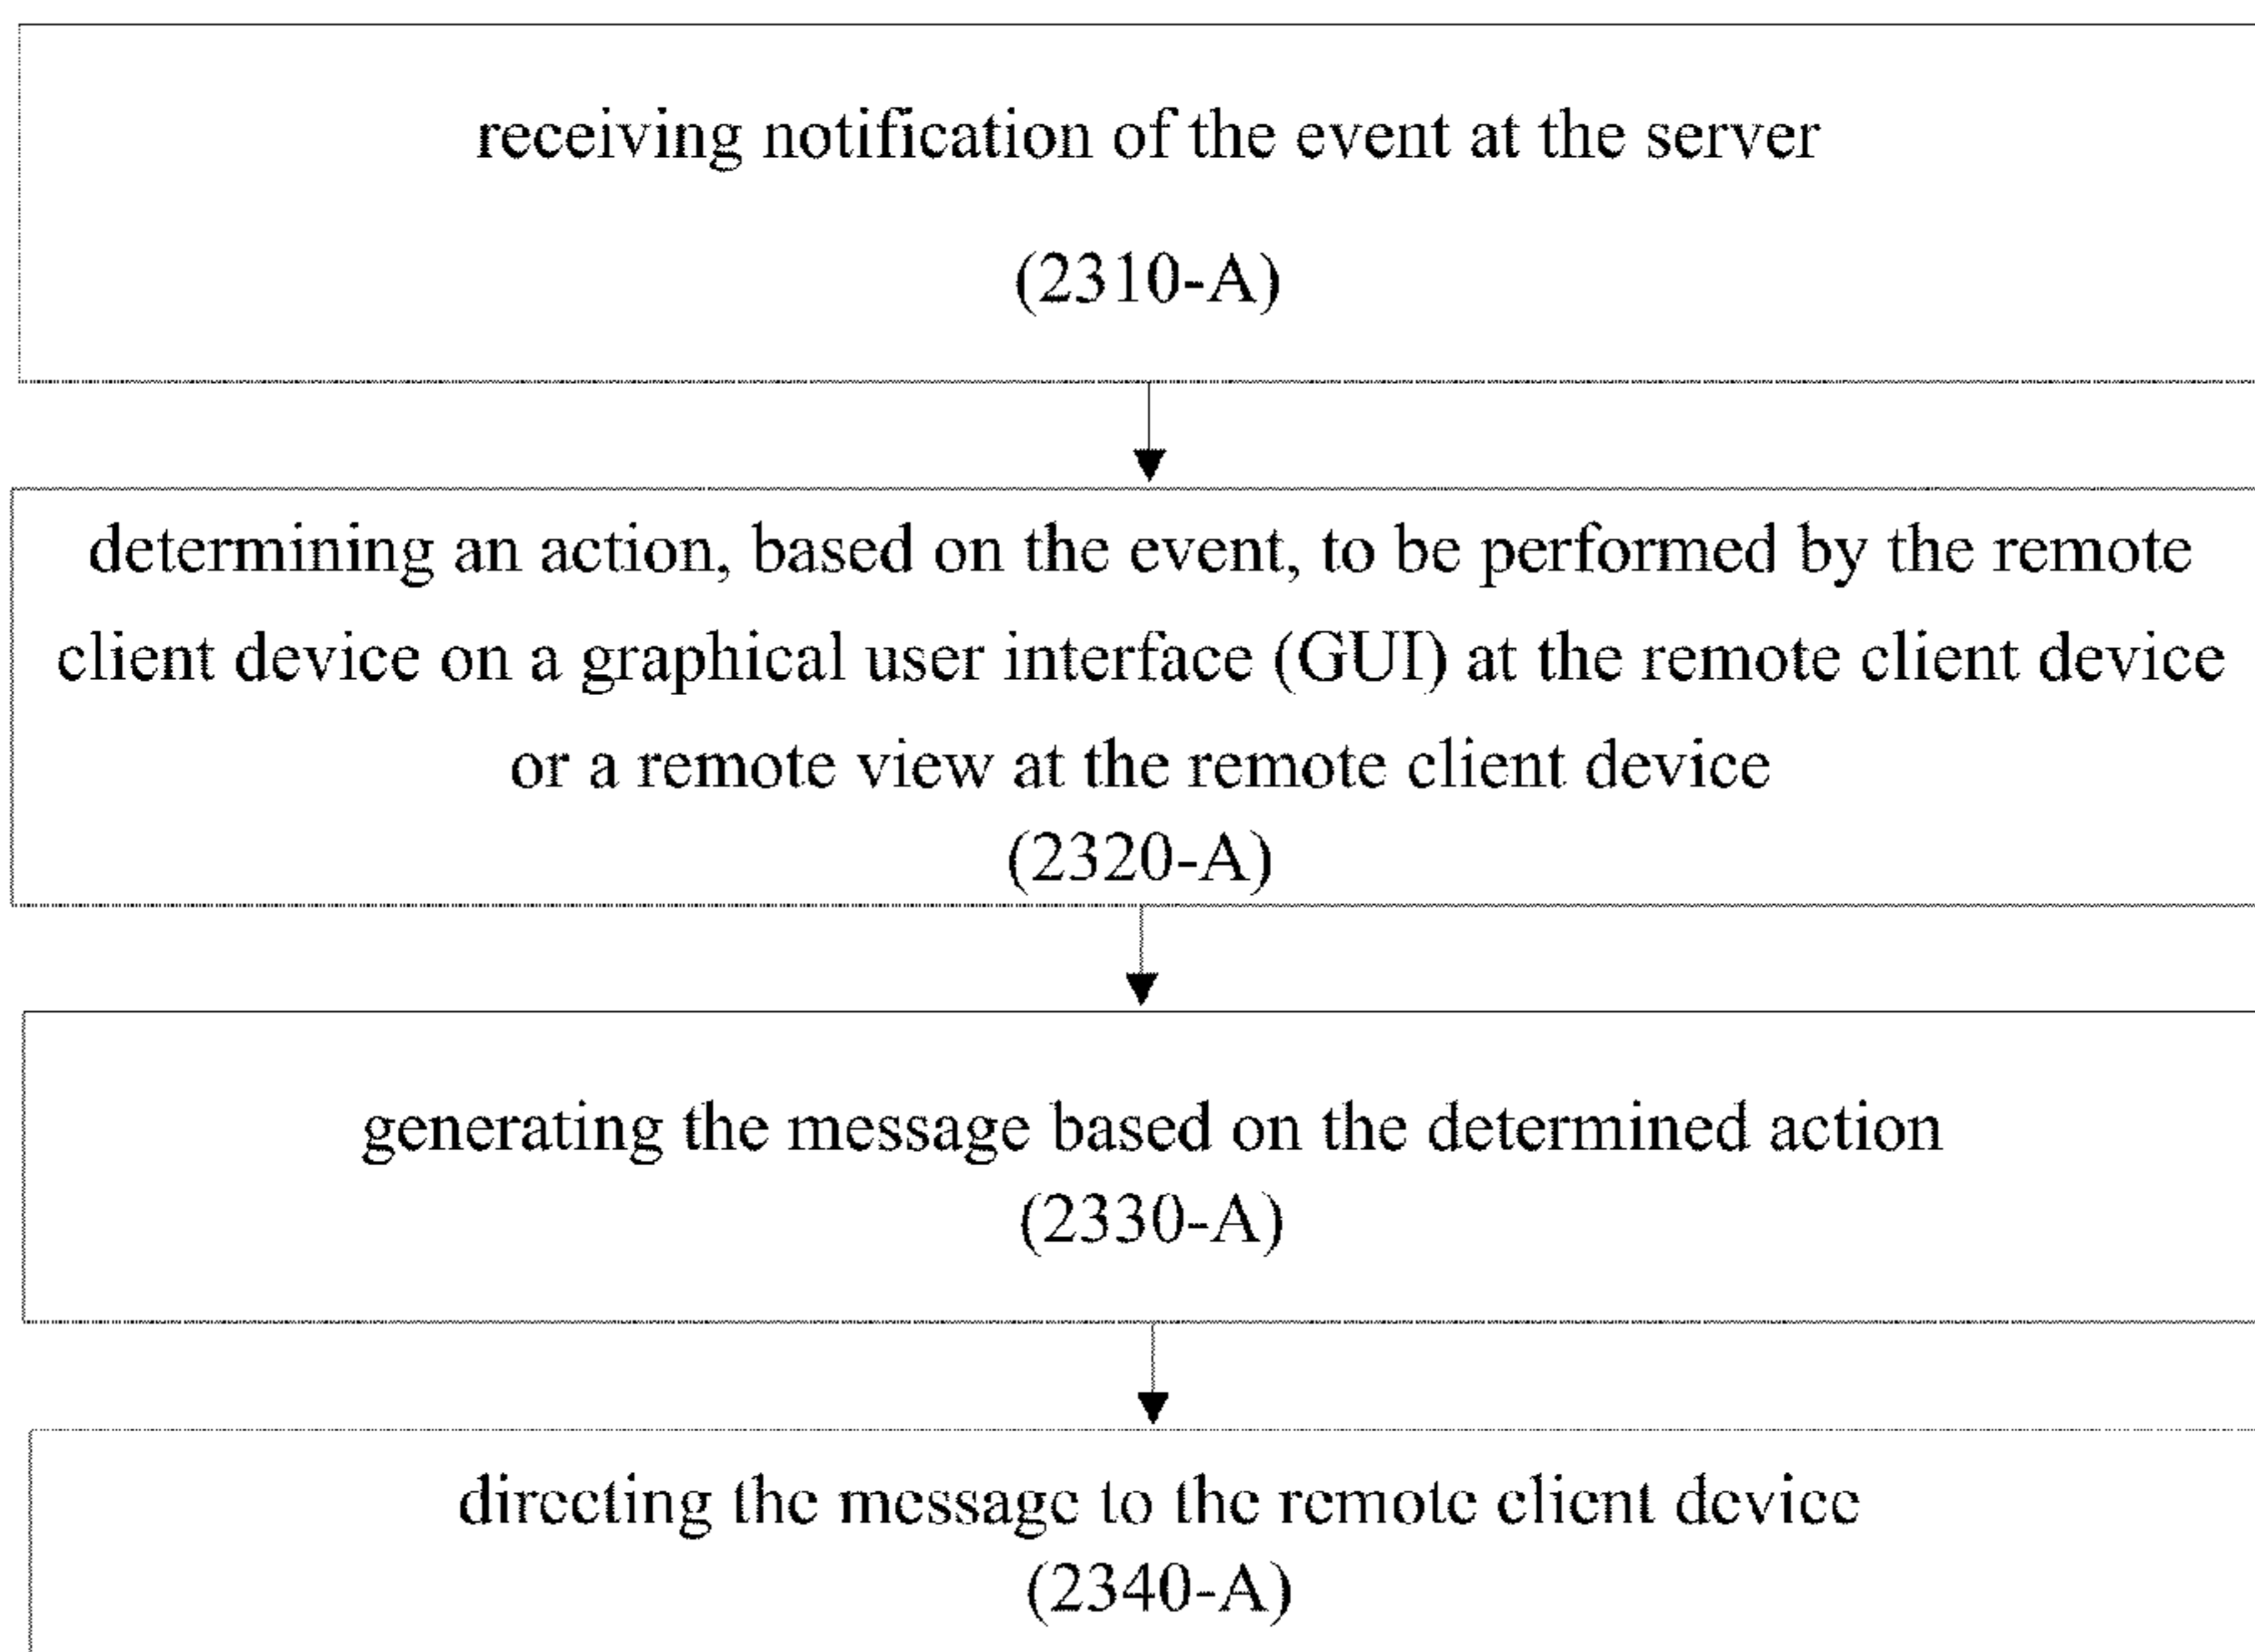 receiving notification of the event at the server
(2310-A)
determining an action, based on the event, to be performed by the remote
client device on a graphical user interface (GUI) at the remote client device
or a remote view at the remote client device
(2320-A)
generating the message based on the determined action
(2330-A)
directing the message to the remote client device
(2340-A)